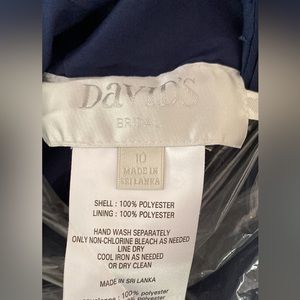 DAVID'S
BRIDAL
10
MADE IN
SRI LANKA
SHELL : 100% POLYESTER
LINING : 100% POLYESTER
HAND WASH SEPARATELY
ONLY NON-CHLORINE BLEACH AS NEEDED
LINE DRY
COOL IRON AS NEEDED
OR DRY CLEAN
MADE IN SRI LANKA
100% polyester
polyester